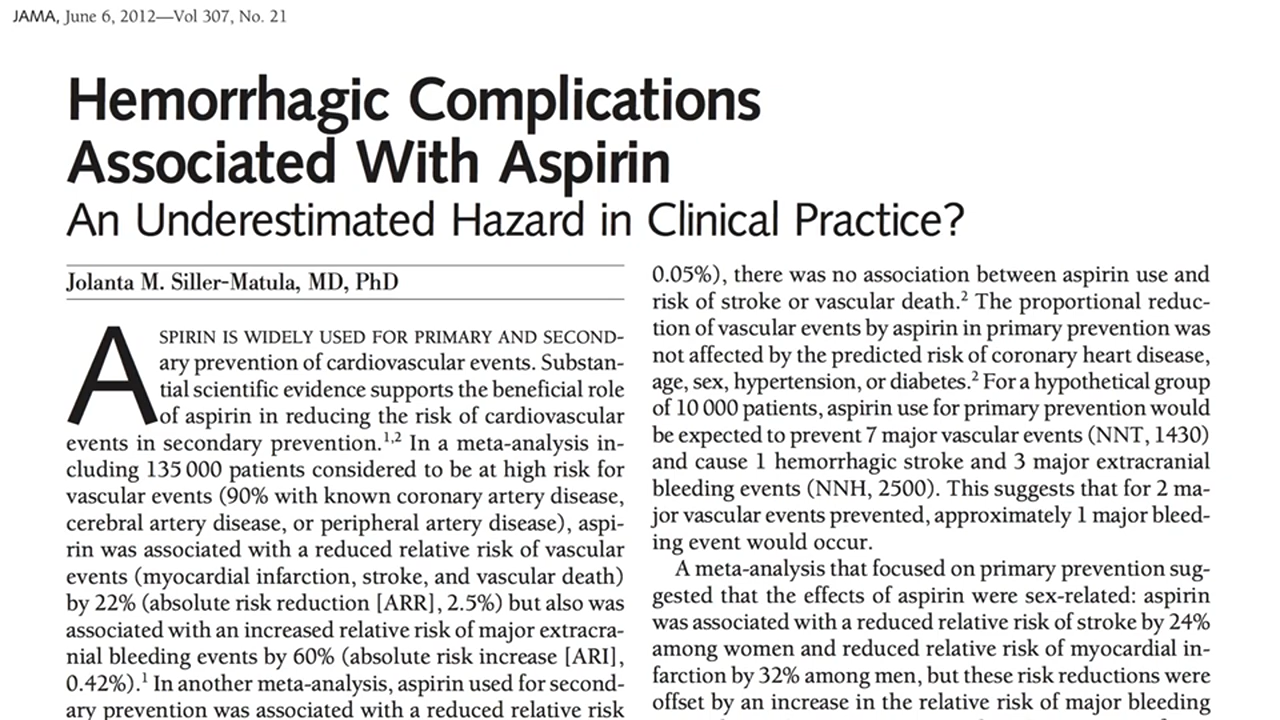 JAMA, June 6, 2012—Vol 307, No. 21
Hemorrhagic Complications
Associated With Aspirin
An Underestimated Hazard in Clinical Practice?
Jolanta M. Siller-Matula, MD, PhD
ASPIRIN IS WIDELY USED FOR PRIMARY AND SECOND-
ary prevention of cardiovascular events. Substan-
tial scientific evidence supports the beneficial role
of aspirin in reducing the risk of cardiovascular
events in secondary prevention.1,2 In a meta-analysis in-
cluding 135 000 patients considered to be at high risk for
vascular events (90% with known coronary artery disease,
cerebral artery disease, or peripheral artery disease), aspi-
rin was associated with a reduced relative risk of vascular
events (myocardial infarction, stroke, and vascular death)
by 22% (absolute risk reduction [ARR], 2.5%) but also was
associated with an increased relative risk of major extracra-
nial bleeding events by 60% (absolute risk increase [ARI],
0.42%).1 In another meta-analysis, aspirin used for second-
ary prevention was associated with a reduced relative risk
0.05%), there was no association between aspirin use and
risk of stroke or vascular death.2 The proportional reduc-
tion of vascular events by aspirin in primary prevention was
not affected by the predicted risk of coronary heart disease,
age, sex, hypertension, or diabetes.2 For a hypothetical group
of 10 000 patients, aspirin use for primary prevention would
be expected to prevent 7 major vascular events (NNT, 1430)
and cause 1 hemorrhagic stroke and 3 major extracranial
bleeding events (NNH, 2500). This suggests that for 2 ma-
jor vascular events prevented, approximately 1 major bleed-
ing event would occur.
A meta-analysis that focused on primary prevention sug-
gested that the effects of aspirin were sex-related: aspirin
was associated with a reduced relative risk of stroke by 24%
among women and reduced relative risk of myocardial in-
farction by 32% among men, but these risk reductions were
offset by an increase in the relative risk of major bleeding